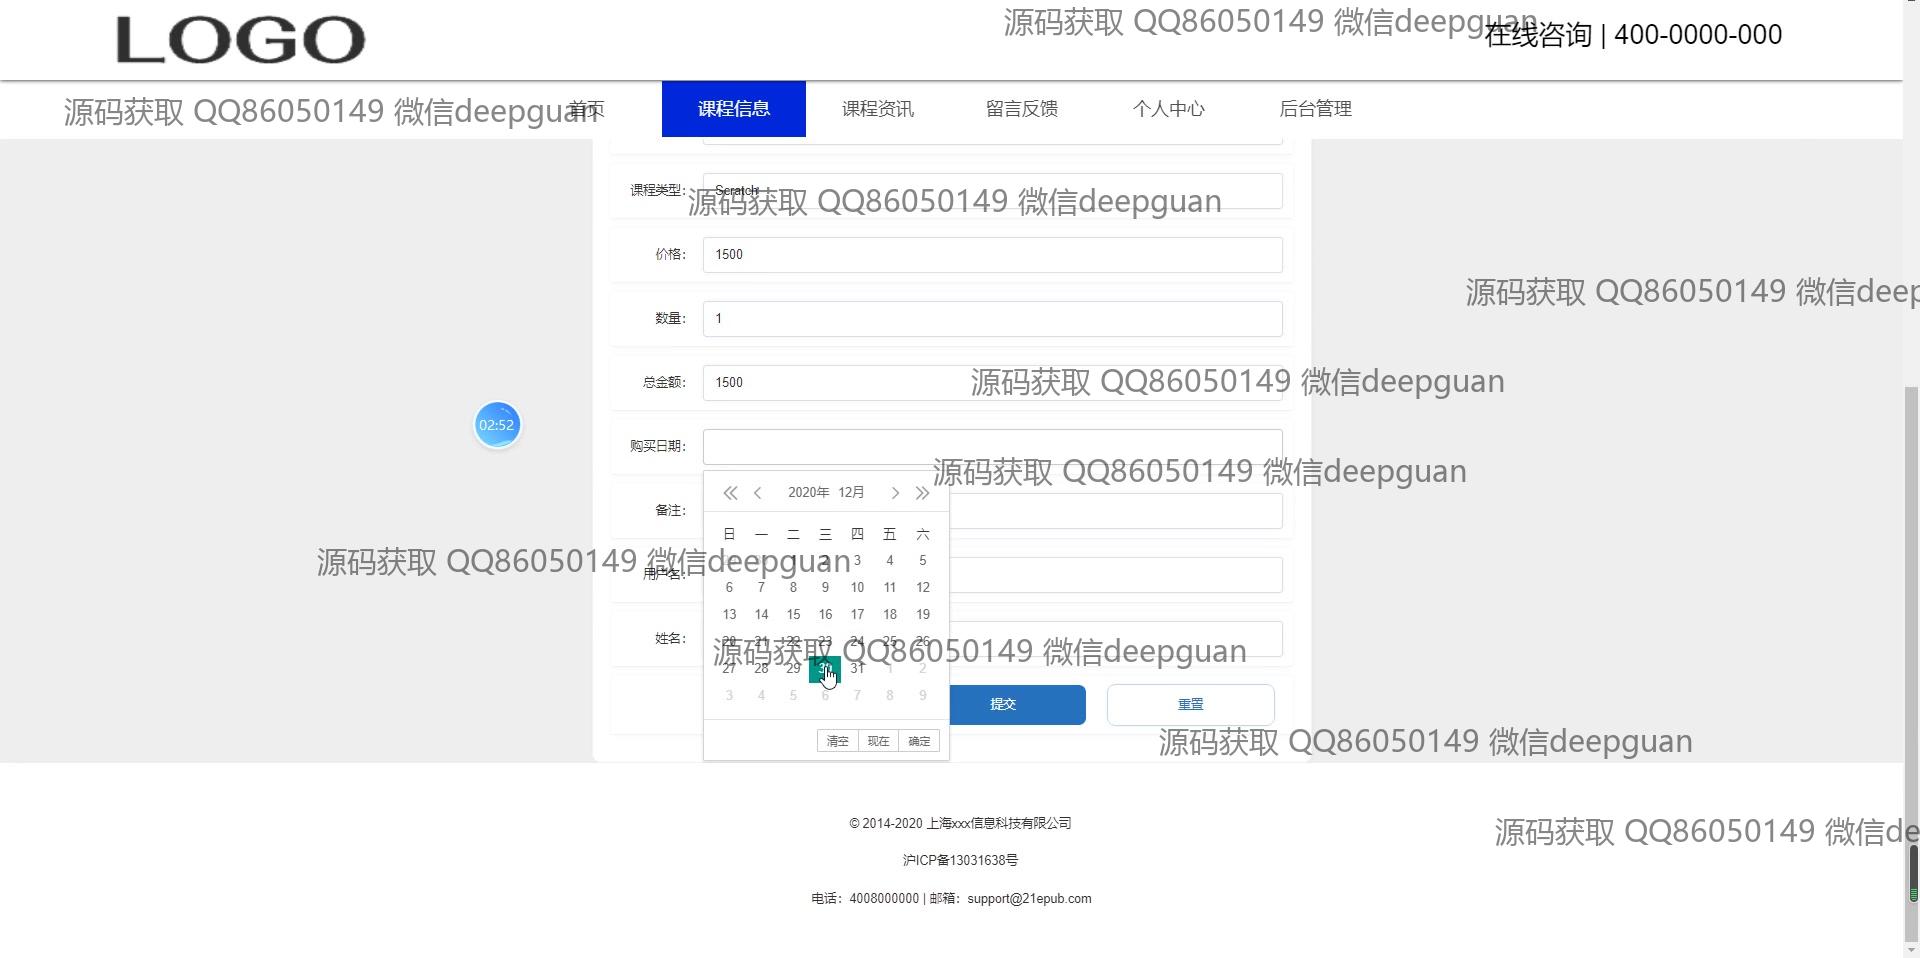 LOGO
源码获取 QQ86050149 微信deepguan
在线咨询 | 400-0000-000
源码获取 QQ86050149 微信deepguan
首页 课程信息 课程资讯 留言反馈 个人中心 后台管理
课程类型： Scratch
源码获取 QQ86050149 微信deepguan
价格： 1500
源码获取 QQ86050149 微信deep
数量： 1
总金额： 1500
源码获取 QQ86050149 微信deepguan
02:52
购买日期：
源码获取 QQ86050149 微信deepguan
2020年 12月
备注：
日 一 二 三 四 五 六
1 2 3 4 5
源码获取 QQ86050149 微信deepguan
用户名：
6 7 8 9 10 11 12
13 14 15 16 17 18 19
姓名：
20 21 22 23 24 25 26
源码获取 QQ86050149 微信deepguan
27 28 29 30 31 1 2
3 4 5 6 7 8 9
提交 重置
清空 现在 确定
源码获取 QQ86050149 微信deepguan
© 2014-2020 上海xxx信息科技有限公司
源码获取 QQ86050149 微信de
沪ICP备13031638号
电话：4008000000 | 邮箱：support@21epub.com